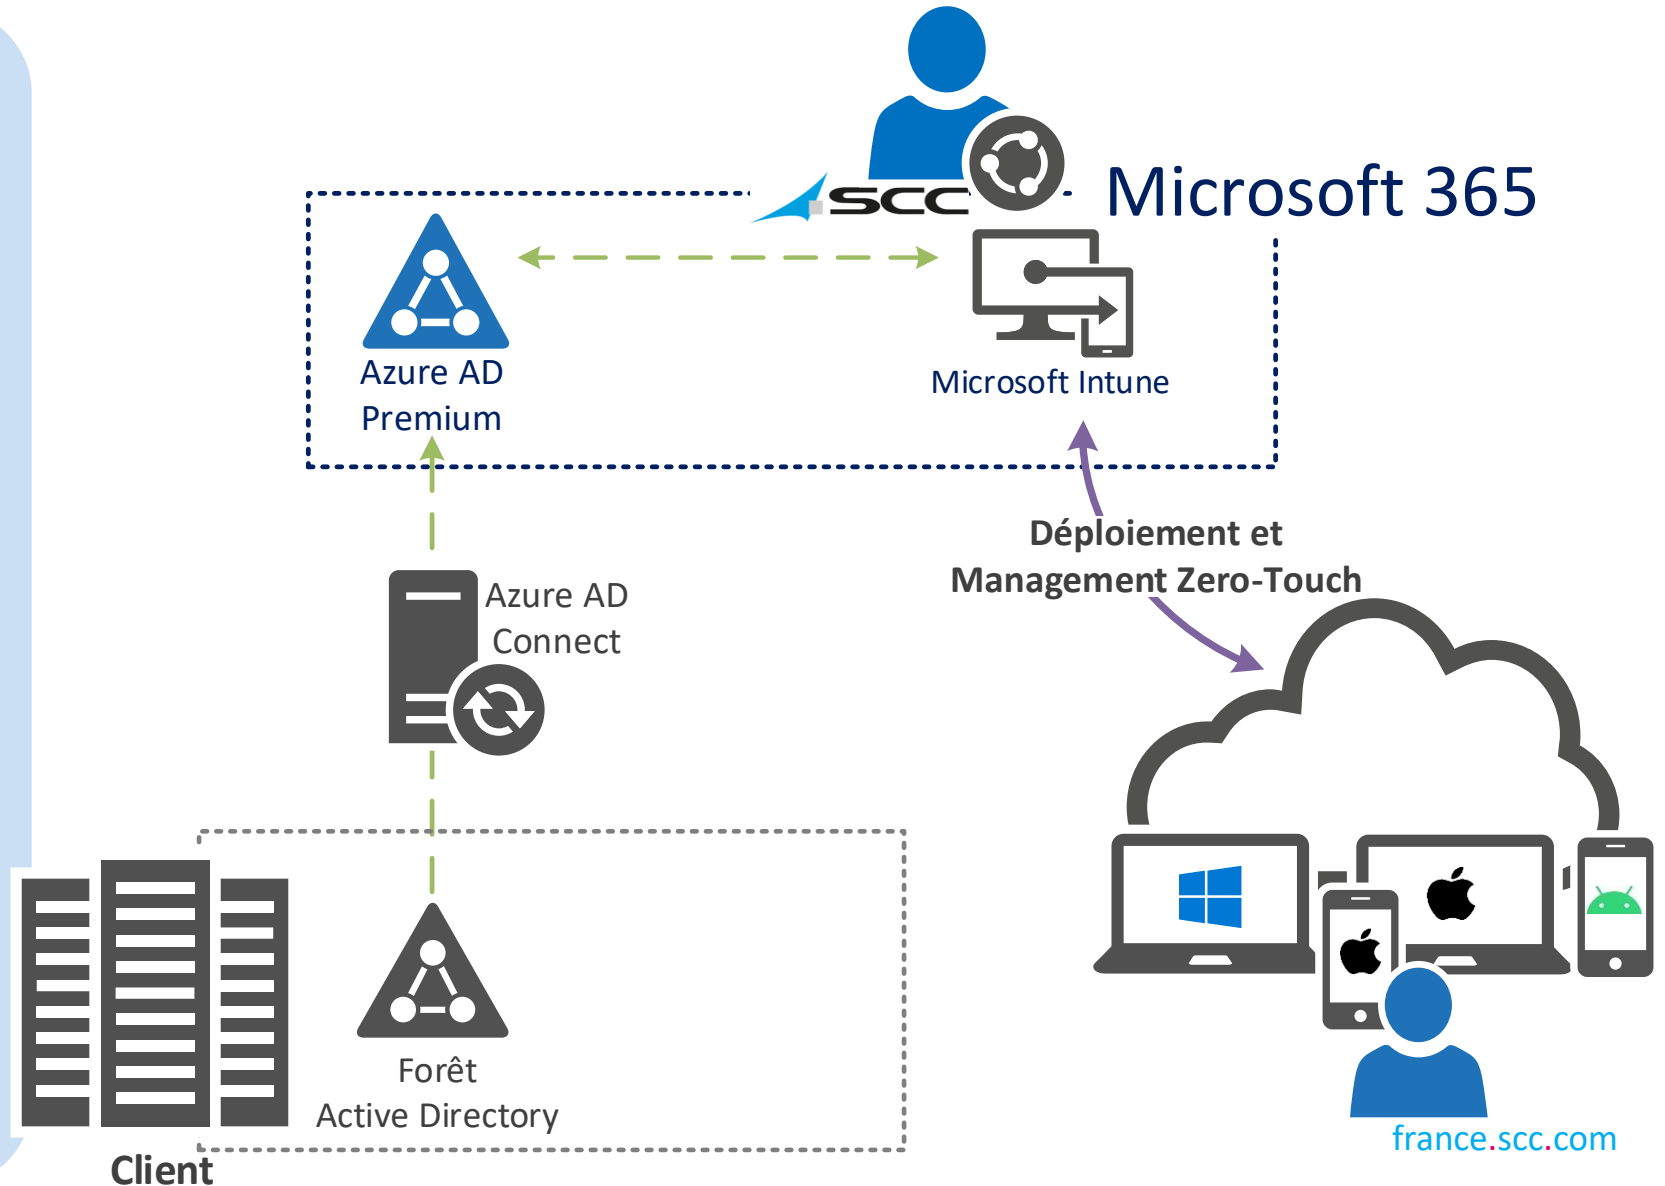 SCC
Microsoft 365
Azure AD
Premium
Microsoft Intune
Déploiement et
Management Zero-Touch
Azure AD
Connect
Forêt
Active Directory
Client
france.scc.com